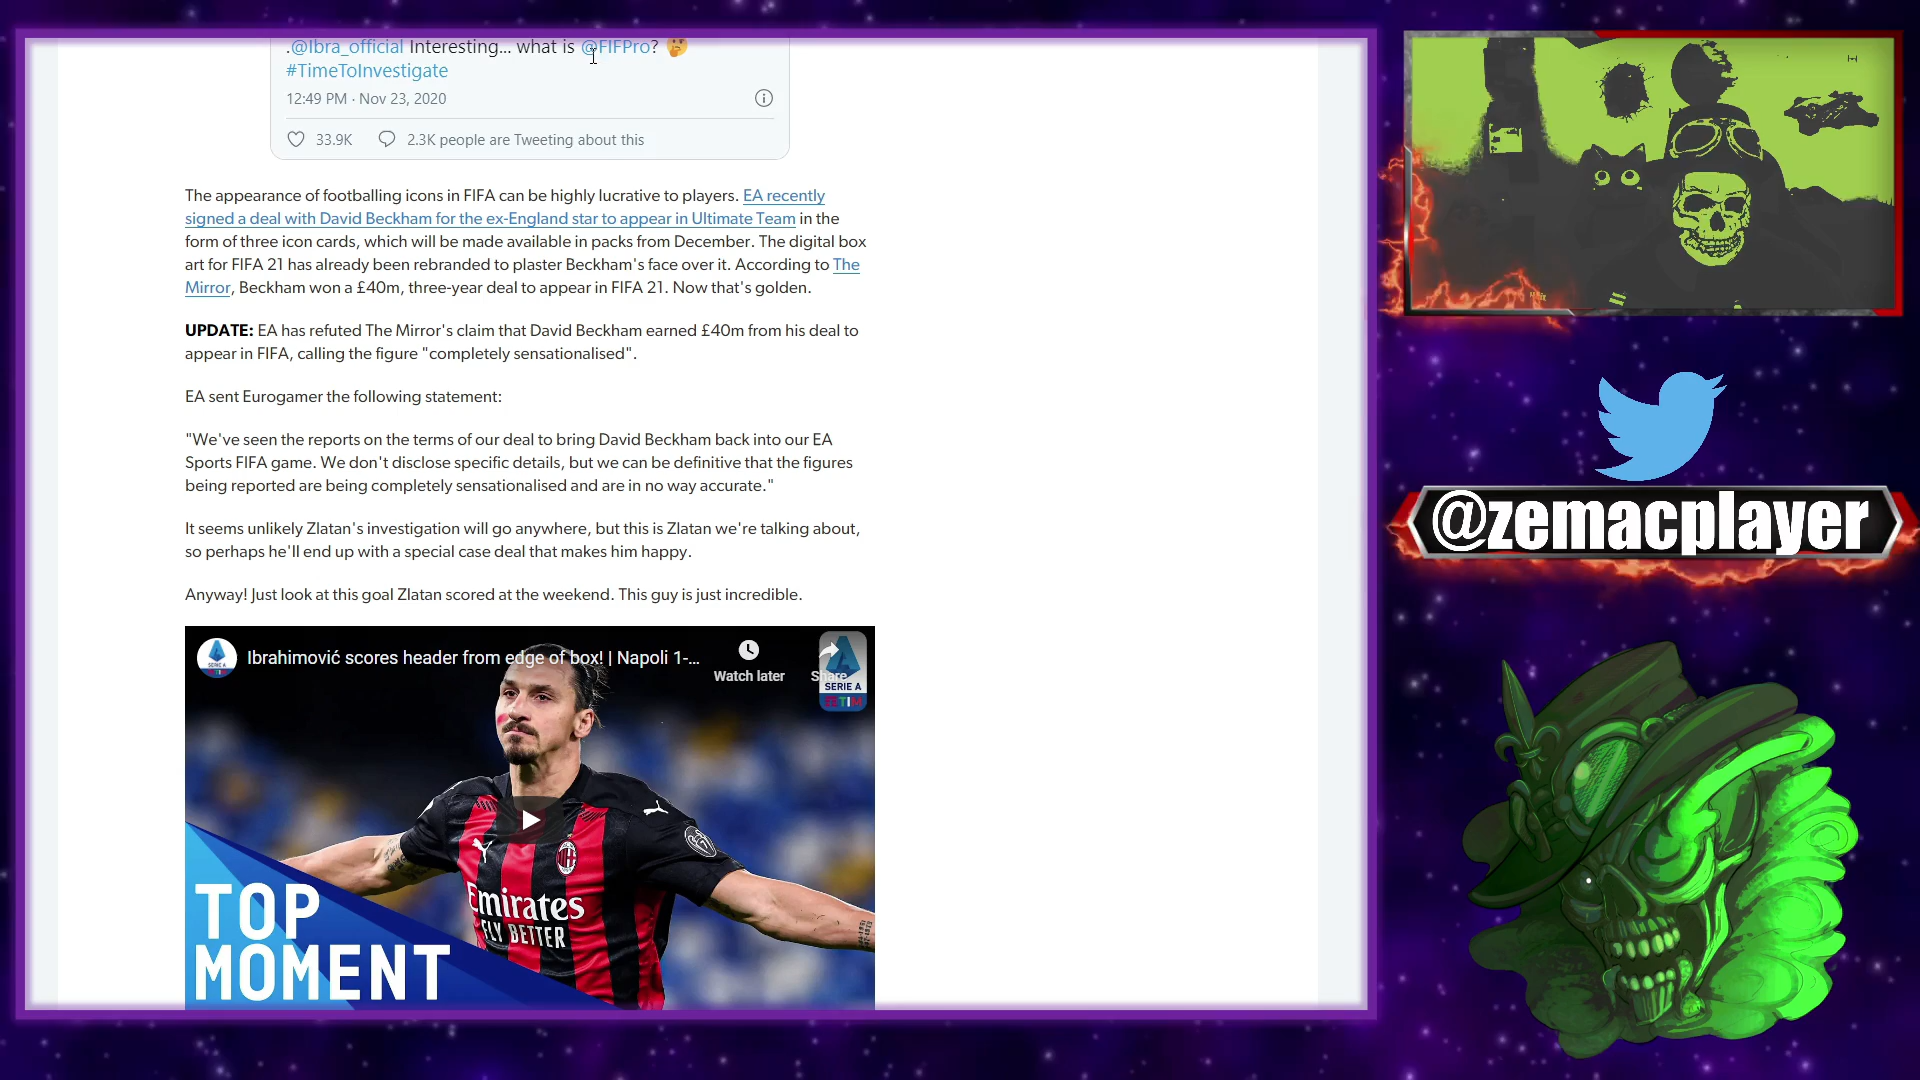 .@Ibra_official Interesting... what is @FIFPro? 🤔
#TimeToInvestigate
12:49 PM · Nov 23, 2020
33.9K 2.3K people are Tweeting about this
The appearance of footballing icons in FIFA can be highly lucrative to players. EA recently
signed a deal with David Beckham for the ex-England star to appear in Ultimate Team in the
form of three icon cards, which will be made available in packs from December. The digital box
art for FIFA 21 has already been rebranded to plaster Beckham's face over it. According to The
Mirror, Beckham won a £40m, three-year deal to appear in FIFA 21. Now that's golden.
UPDATE: EA has refuted The Mirror's claim that David Beckham earned £40m from his deal to
appear in FIFA, calling the figure "completely sensationalised".
EA sent Eurogamer the following statement:
"We've seen the reports on the terms of our deal to bring David Beckham back into our EA
Sports FIFA game. We don't disclose specific details, but we can be definitive that the figures
being reported are being completely sensationalised and are in no way accurate."
It seems unlikely Zlatan's investigation will go anywhere, but this is Zlatan we're talking about,
so perhaps he'll end up with a special case deal that makes him happy.
Anyway! Just look at this goal Zlatan scored at the weekend. This guy is just incredible.
SERIE A
Ibrahimović scores header from edge of box! | Napoli 1-...
Watch later
Share
SERIE A
TIM
Emirates
FLY BETTER
TOP
MOMENT
@zemacplayer